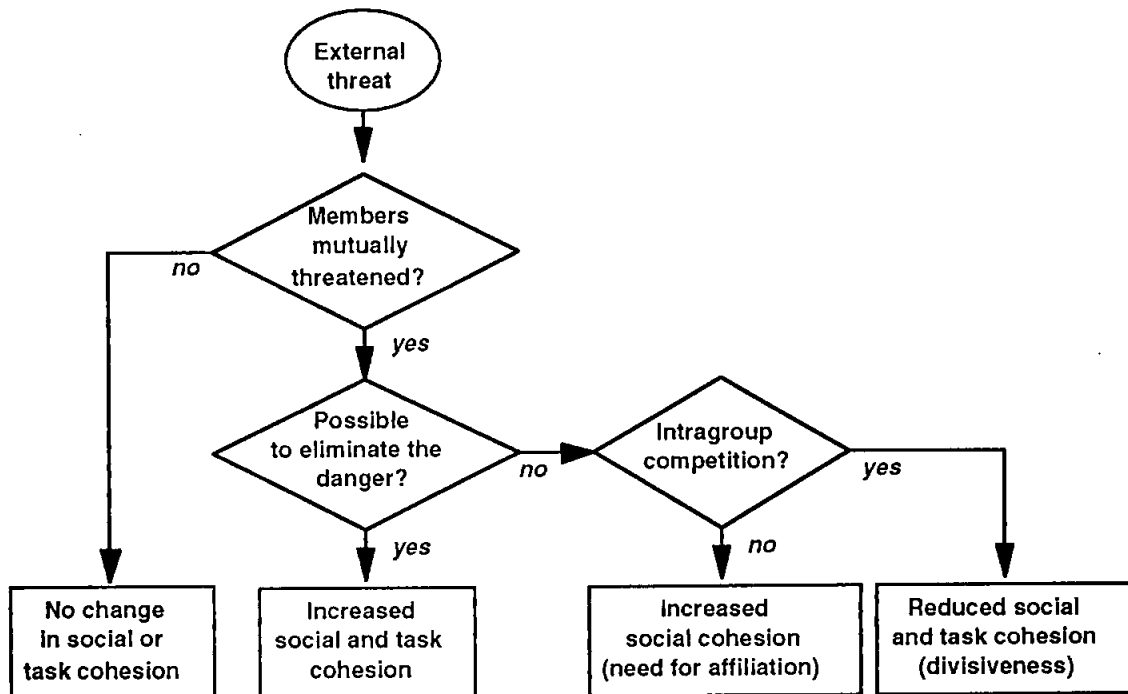 External
threat
Members
mutually
threatened?
no
yes
Possible
to eliminate the
danger?
no
yes
Intragroup
competition?
yes
no
No change
in social or
task cohesion
Increased
social and task
cohesion
Increased
social cohesion
(need for affiliation)
Reduced social
and task cohesion
(divisiveness)